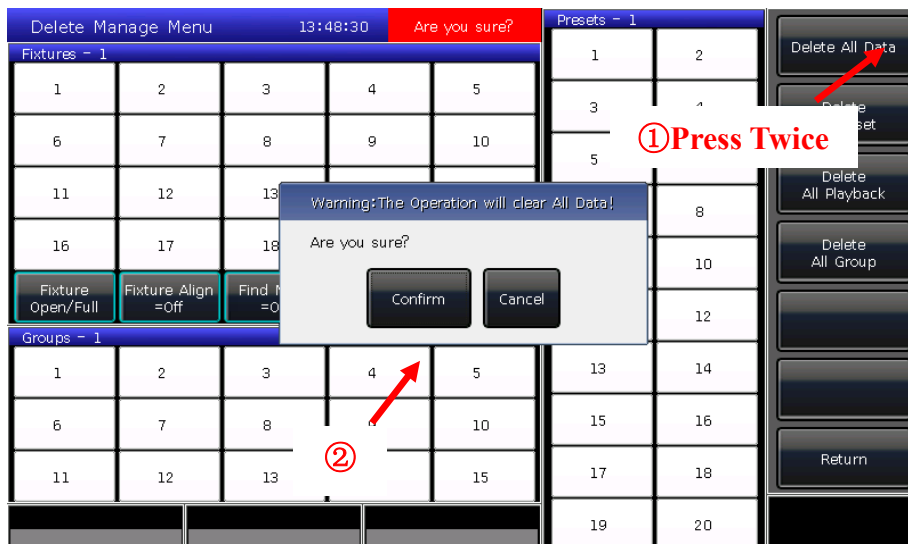 Delete Manage Menu 13:48:30 Are you sure?
Fixtures - 1
1 2 3 4 5
6 7 8 9 10
11 12 13
16 17 18
Fixture Open/Full
Fixture Align =Off
Find
Groups - 1
1 2 3 4 5
6 7 8 10
11 12 13 15
Presets - 1
1 2
3
5
8
10
12
13 14
15 16
17 18
19 20
Delete All Data
Delete
set
Delete
All Playback
Delete
All Group
Return
①Press Twice
Warning:The Operation will clear All Data!
Are you sure?
Confirm Cancel
②